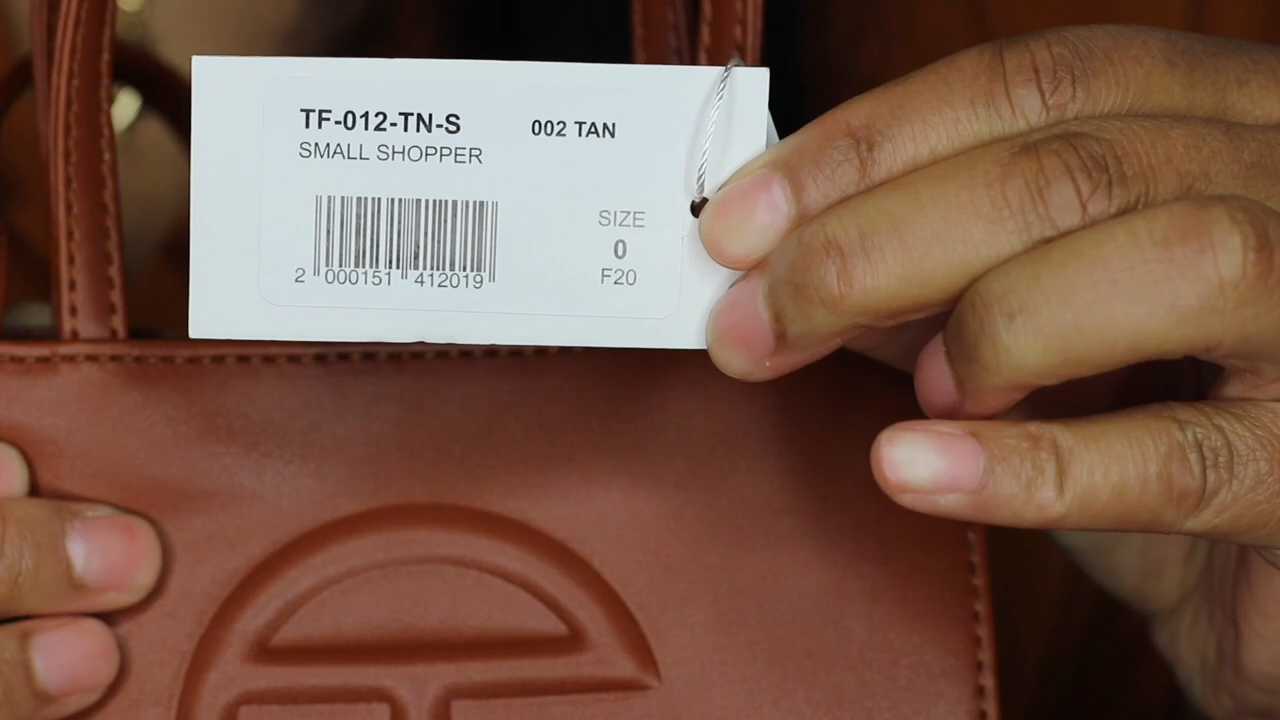 TF-012-TN-S 002 TAN
SMALL SHOPPER
SIZE
0
F20
2 000151 412019